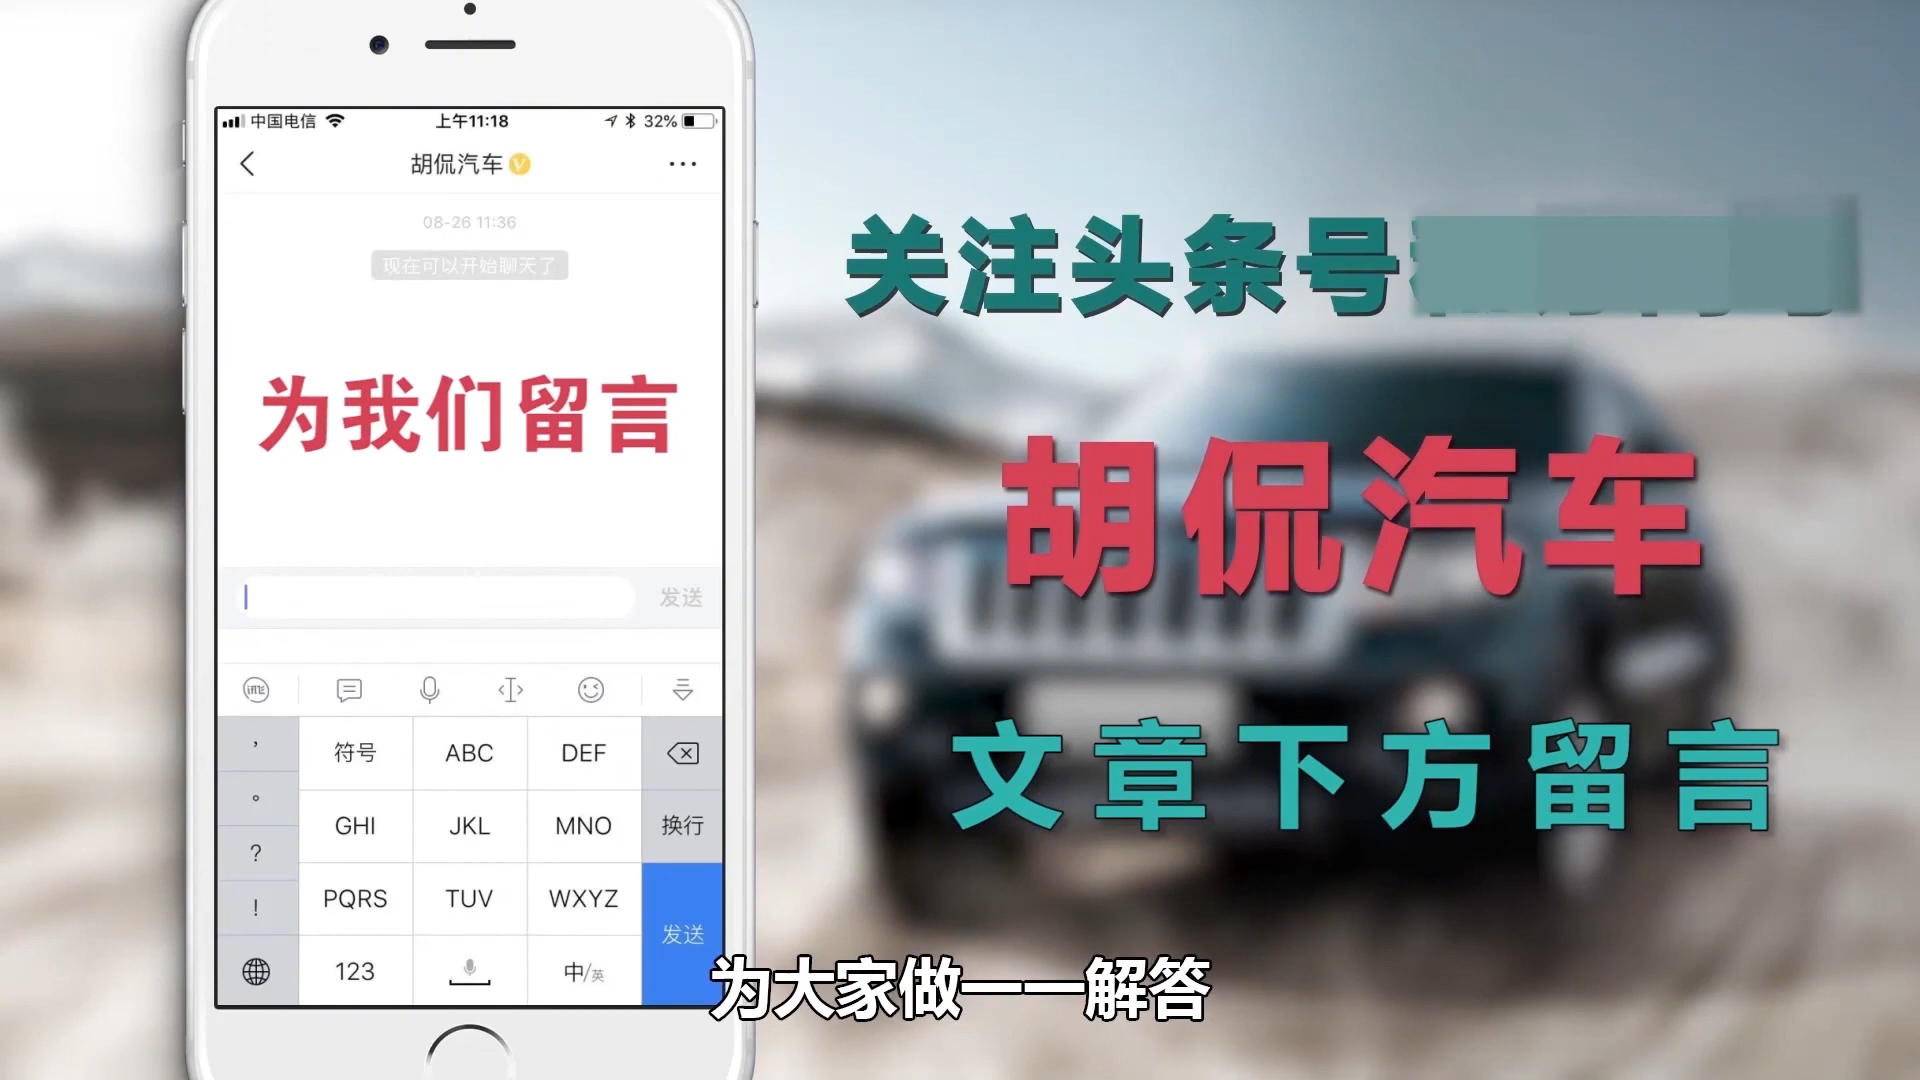 中国电信 上午11:18 32%
胡侃汽车
08-26 11:36
现在可以开始聊天了
为我们留言
发送
iFLY
, 符号 ABC DEF
。 GHI JKL MNO 换行
?
! PQRS TUV WXYZ 发送
123 中/英
关注头条号
胡侃汽车
文章下方留言
为大家做一一解答